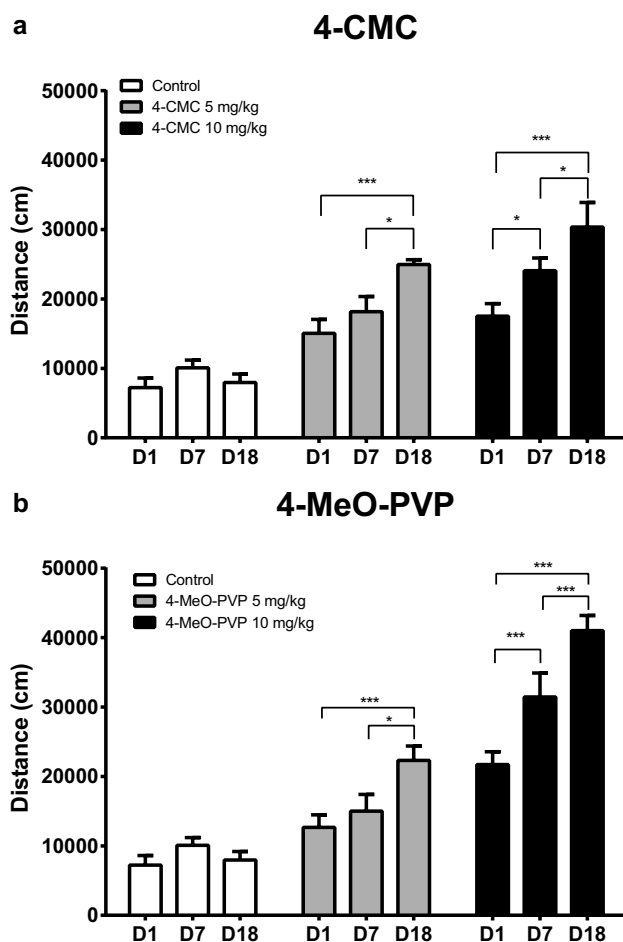 a
4-CMC
50000
40000
30000
20000
10000
0
Distance (cm)
Control
4-CMC 5 mg/kg
4-CMC 10 mg/kg
***
*
***
*
*
D1 D7 D18 D1 D7 D18 D1 D7 D18
b
4-MeO-PVP
50000
40000
30000
20000
10000
0
Distance (cm)
Control
4-MeO-PVP 5 mg/kg
4-MeO-PVP 10 mg/kg
***
*
***
***
***
D1 D7 D18 D1 D7 D18 D1 D7 D18